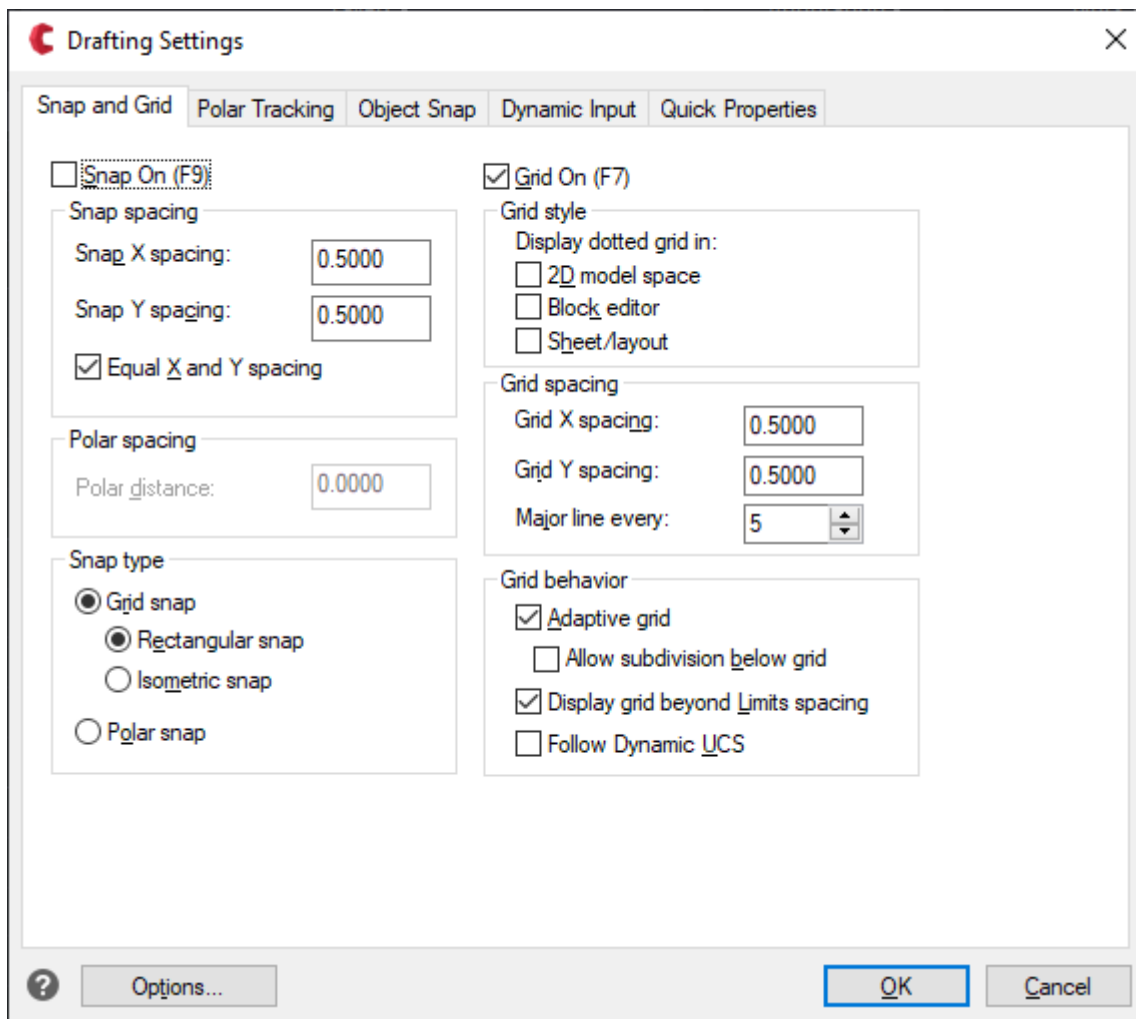 Drafting Settings
Snap and Grid
Polar Tracking
Object Snap
Dynamic Input
Quick Properties
Snap On (F9)
Snap spacing
Snap X spacing: 0.5000
Snap Y spacing: 0.5000
Equal X and Y spacing
Polar spacing
Polar distance: 0.0000
Snap type
Grid snap
Rectangular snap
Isometric snap
Polar snap
Grid On (F7)
Grid style
Display dotted grid in:
2D model space
Block editor
Sheet/layout
Grid spacing
Grid X spacing: 0.5000
Grid Y spacing: 0.5000
Major line every: 5
Grid behavior
Adaptive grid
Allow subdivision below grid
Display grid beyond Limits spacing
Follow Dynamic UCS
?
Options...
OK
Cancel